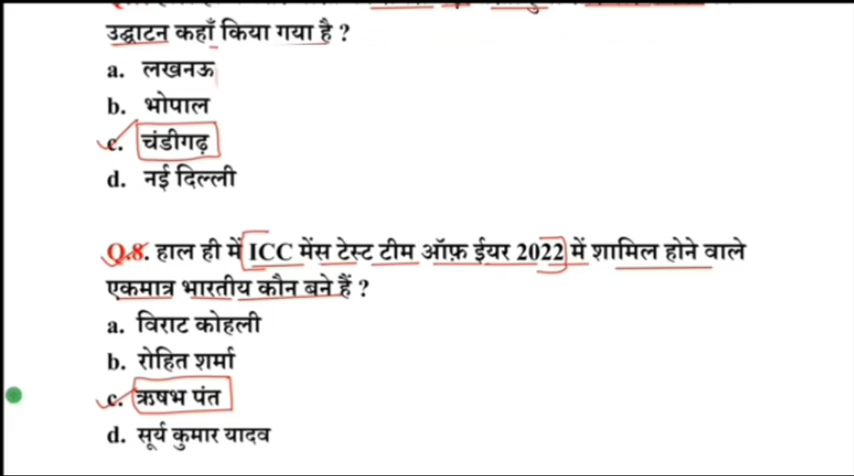 उद्घाटन कहाँ किया गया है ?
a. लखनऊ
b. भोपाल
c. चंडीगढ़
d. नई दिल्ली
Q.8. हाल ही में ICC मेंस टेस्ट टीम ऑफ़ ईयर 2022 में शामिल होने वाले
एकमात्र भारतीय कौन बने हैं ?
a. विराट कोहली
b. रोहित शर्मा
c. ऋषभ पंत
d. सूर्य कुमार यादव